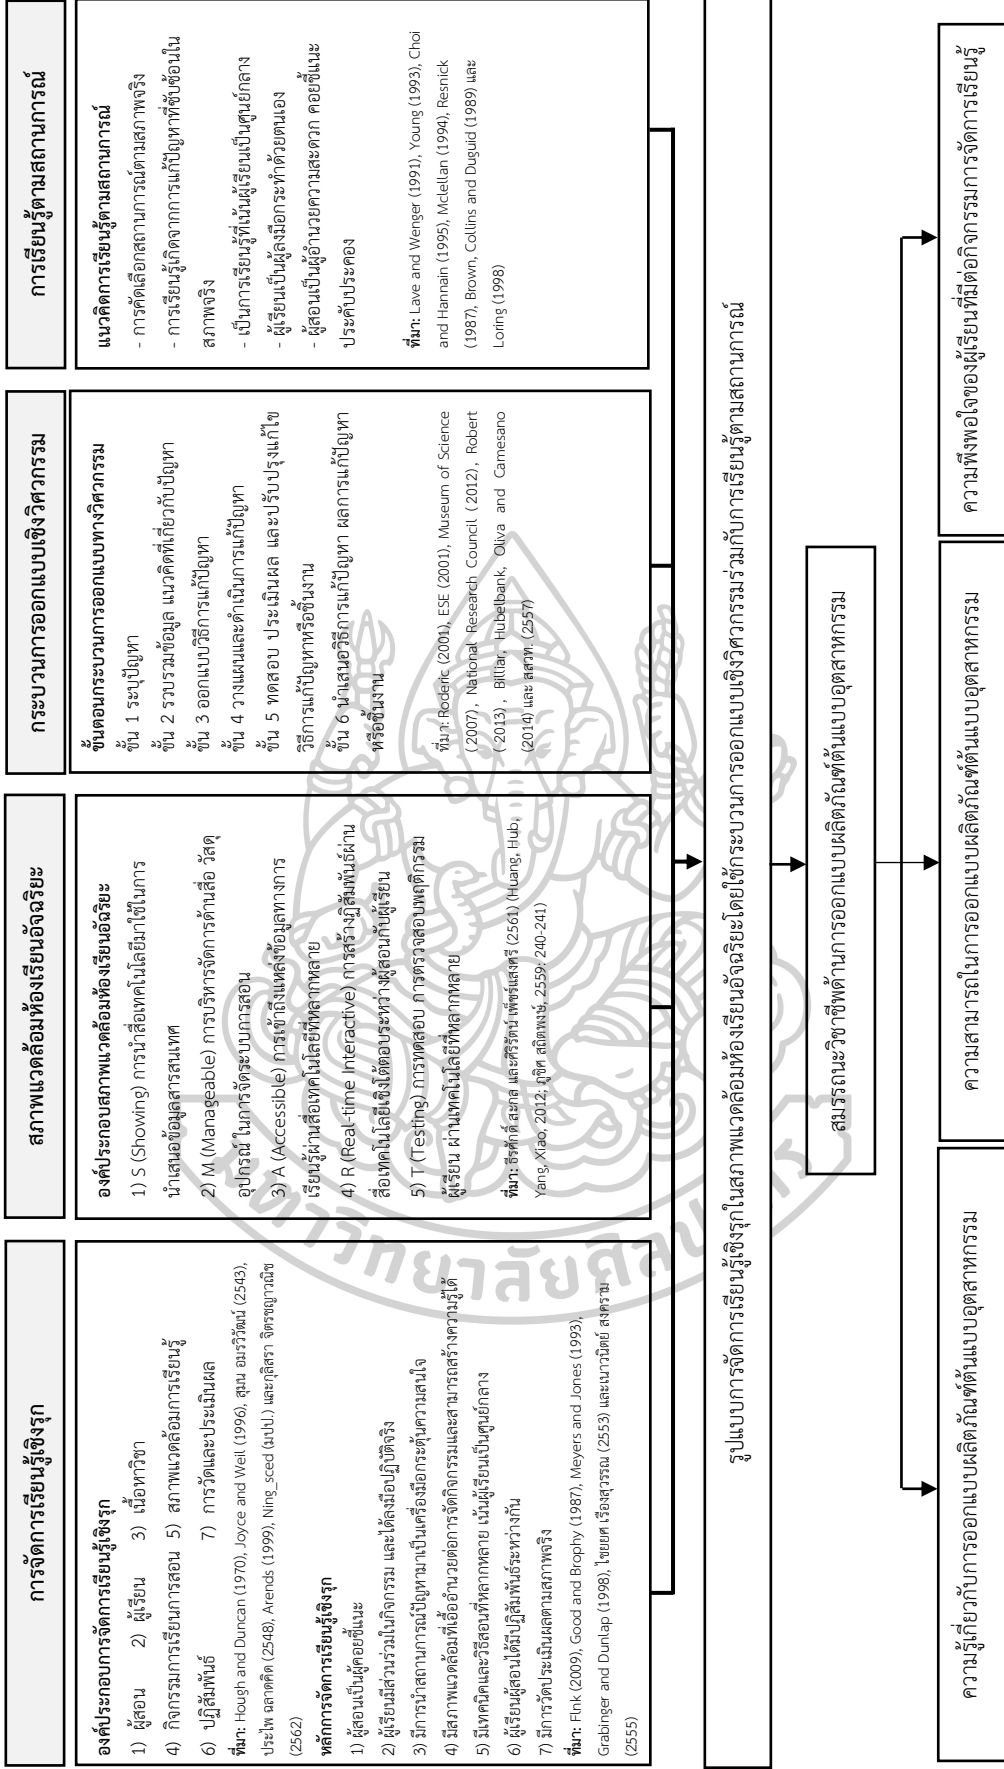 การจัดการเรียนรู้เชิงรุก
องค์ประกอบการจัดการเรียนรู้เชิงรุก
1) ผู้สอน 2) ผู้เรียน 3) เนื้อหาวิชา
4) กิจกรรมการเรียนการสอน 5) สภาพแวดล้อมการเรียนรู้
6) ปฏิสัมพันธ์ 7) การวัดและประเมินผล
ที่มา: Hough and Duncan (1970), Joyce and Weil (1996), สุมน อมรวิวัฒน์ (2543),
ประไพ ฉลาดคิด (2548), Arends (1999), Ning_sced (มปป.) และกุลิสรา จิตรชญาวณิช
(2562)
หลักการจัดการเรียนรู้เชิงรุก
1) ผู้สอนเป็นผู้คอยชี้แนะ
2) ผู้เรียนมีส่วนร่วมในกิจกรรม และได้ลงมือปฏิบัติจริง
3) มีการนำสถานการณ์ปัญหามาเป็นเครื่องมือกระตุ้นความสนใจ
4) มีสภาพแวดล้อมที่เอื้ออำนวยต่อการจัดกิจกรรมและสามารถสร้างความรู้ได้
5) มีเทคนิคและวิธีสอนที่หลากหลาย เน้นผู้เรียนเป็นศูนย์กลาง
6) ผู้เรียนผู้สอนได้มีปฏิสัมพันธ์ระหว่างกัน
7) มีการวัดประเมินผลตามสภาพจริง
ที่มา: Fink (2009), Good and Brophy (1987), Meyers and Jones (1993),
Grabinger and Dunlap (1998), ไชยยศ เรืองสุวรรณ (2553) และเนาวนิตย์ สงคราม
(2555)
สภาพแวดล้อมห้องเรียนอัจฉริยะ
องค์ประกอบสภาพแวดล้อมห้องเรียนอัจฉริยะ
1) S (Showing) การนำสื่อเทคโนโลยีมาใช้ในการ
นำเสนอข้อมูลสารสนเทศ
2) M (Manageable) การบริหารจัดการด้านสื่อ วัสดุ
อุปกรณ์ ในการจัดระบบการสอน
3) A (Accessible) การเข้าถึงแหล่งข้อมูลทางการ
เรียนรู้ผ่านสื่อเทคโนโลยีที่หลากหลาย
4) R (Real-time Interactive) การสร้างปฏิสัมพันธ์ผ่าน
สื่อเทคโนโลยีเชิงโต้ตอบระหว่างผู้สอนกับผู้เรียน
5) T (Testing) การทดสอบ การตรวจสอบพฤติกรรม
ผู้เรียน ผ่านเทคโนโลยีที่หลากหลาย
ที่มา: ธีรศักดิ์ สะกล และศิริรัตน์ เพ็ชร์แสงศรี (2561) (Huang, Hub,
Yang, Xiao, 2012; ภูซิศ สถิตพงษ์, 2559: 240-241)
กระบวนการออกแบบเชิงวิศวกรรม
ขั้นตอนกระบวนการออกแบบทางวิศวกรรม
ขั้น 1 ระบุปัญหา
ขั้น 2 รวบรวมข้อมูล แนวคิดที่เกี่ยวกับปัญหา
ขั้น 3 ออกแบบวิธีการแก้ปัญหา
ขั้น 4 วางแผนและดำเนินการแก้ปัญหา
ขั้น 5 ทดสอบ ประเมินผล และปรับปรุงแก้ไข
วิธีการแก้ปัญหาหรือชิ้นงาน
ขั้น 6 นำเสนอวิธีการแก้ปัญหา ผลการแก้ปัญหา
หรือชิ้นงาน
ที่มา: Roderic (2001), ESE (2001), Museum of Science
(2007), National Research Council (2012), Robert
(2013), Billiar, Hubelbank, Oliva and Camesano
(2014) และ สสวท. (2557)
การเรียนรู้ตามสถานการณ์
แนวคิดการเรียนรู้ตามสถานการณ์
- การคัดเลือกสถานการณ์ตามสภาพจริง
- การเรียนรู้เกิดจากการแก้ปัญหาที่ซับซ้อนใน
สภาพจริง
- เป็นการเรียนรู้ที่เน้นผู้เรียนเป็นศูนย์กลาง
- ผู้เรียนเป็นผู้ลงมือกระทำด้วยตนเอง
- ผู้สอนเป็นผู้อำนวยความสะดวก คอยชี้แนะ
ประคับประคอง
ที่มา: Lave and Wenger (1991), Young (1993), Choi
and Hannain (1995), Mclellan (1994), Resnick
(1987), Brown, Collins and Duguid (1989) และ
Loring (1998)
รูปแบบการจัดการเรียนรู้เชิงรุกในสภาพแวดล้อมห้องเรียนอัจฉริยะโดยใช้กระบวนการออกแบบเชิงวิศวกรรมร่วมกับการเรียนรู้ตามสถานการณ์
สมรรถนะวิชาชีพด้านการออกแบบผลิตภัณฑ์ต้นแบบอุตสาหกรรม
ความรู้เกี่ยวกับการออกแบบผลิตภัณฑ์ต้นแบบอุตสาหกรรม
ความสามารถในการออกแบบผลิตภัณฑ์ต้นแบบอุตสาหกรรม
ความพึงพอใจของผู้เรียนที่มีต่อกิจกรรมการจัดการเรียนรู้